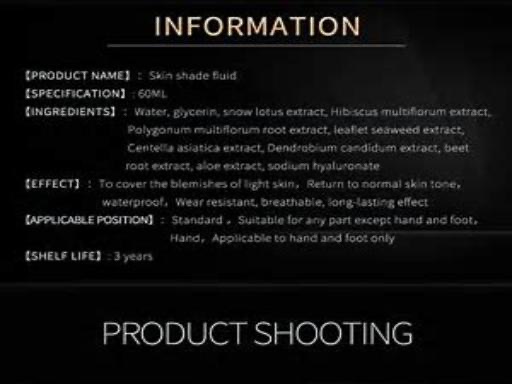 INFORMATION
【PRODUCT NAME】 : Skin shade fluid
【SPECIFICATION】 : 60ML
【INGREDIENTS】 : Water, glycerin, snow lotus extract, Hibiscus multiflorum extract,
Polygonum multiflorum root extract, leaflet seaweed extract,
Centella asiatica extract, Dendrobium candidum extract, beet
root extract, aloe extract, sodium hyaluronate
【EFFECT】 : To cover the blemishes of light skin， Return to normal skin tone，
waterproof， Wear resistant, breathable, long-lasting effect
【APPLICABLE POSITION】 : Standard ， Suitable for any part except hand and foot，
Hand， Applicable to hand and foot only
【SHELF LIFE】 : 3 years
PRODUCT SHOOTING